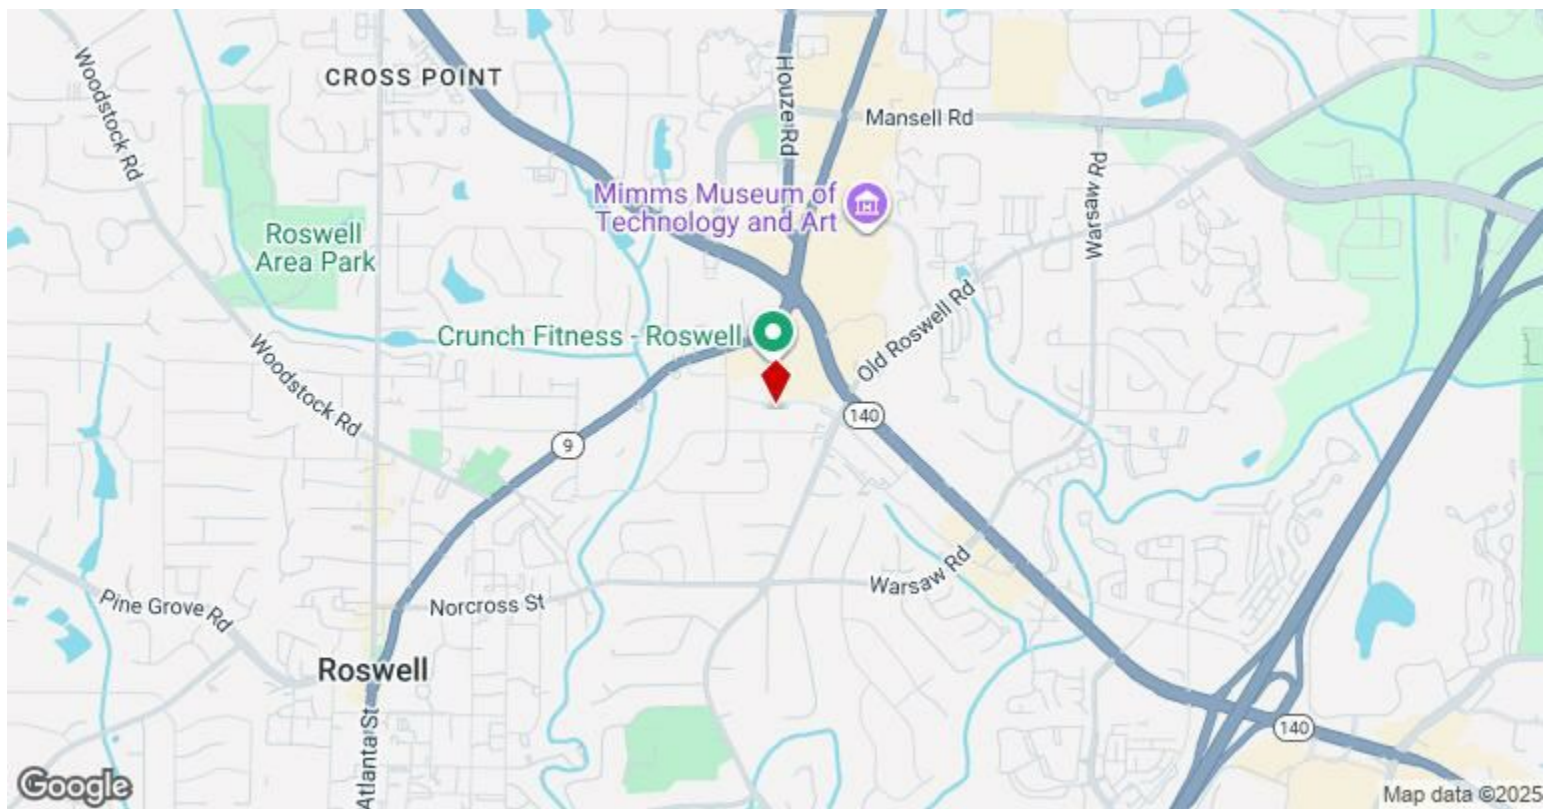 CROSS POINT
Woodstock Rd
Houze Rd
Mansell Rd
Warsaw Rd
Mimms Museum of
Technology and Art
Roswell
Area Park
Crunch Fitness - Roswell
Old Roswell Rd
Woodstock Rd
140
9
Warsaw Rd
Norcross St
Pine Grove Rd
Roswell
Atlanta St
140
Google
Map data ©2025